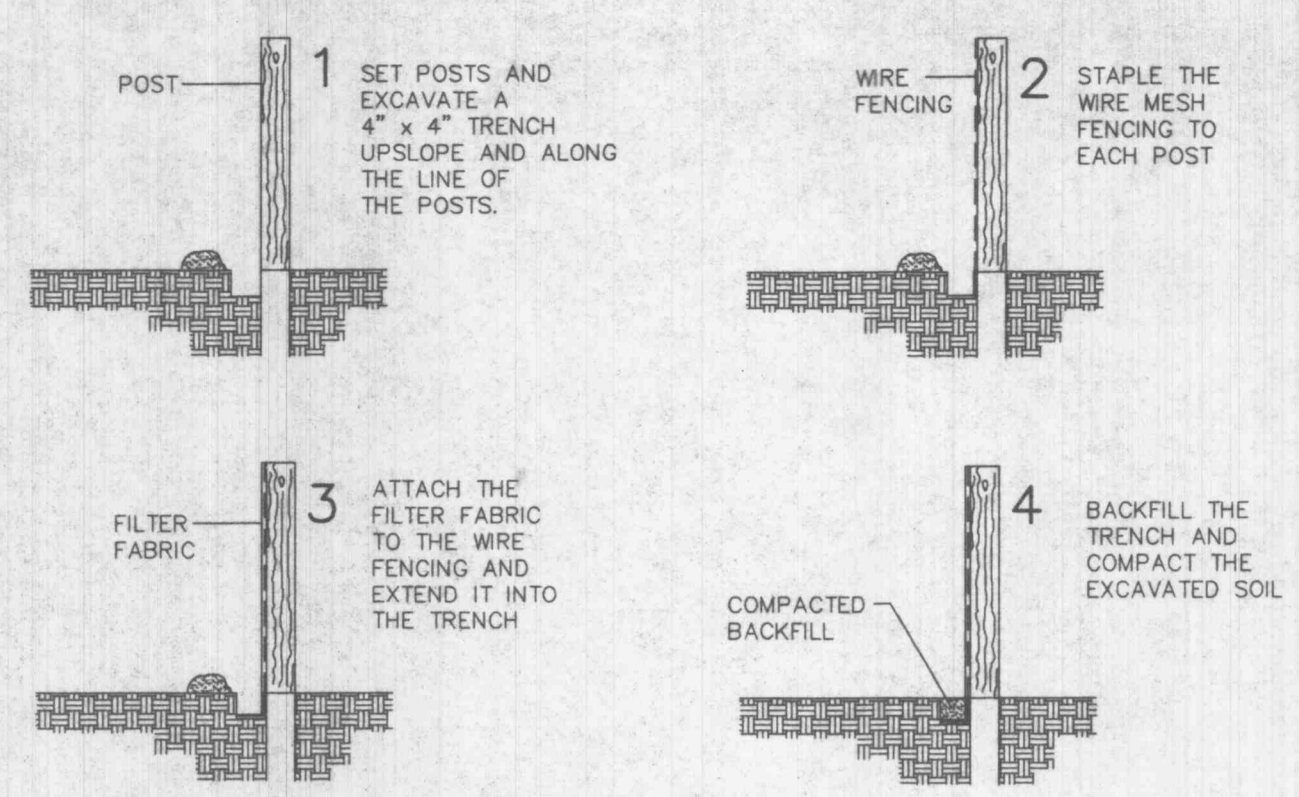 POST
1
SET POSTS AND
EXCAVATE A
4" x 4" TRENCH
UPSLOPE AND ALONG
THE LINE OF
THE POSTS.
WIRE
FENCING
2
STAPLE THE
WIRE MESH
FENCING TO
EACH POST
FILTER
FABRIC
3
ATTACH THE
FILTER FABRIC
TO THE WIRE
FENCING AND
EXTEND IT INTO
THE TRENCH
COMPACTED
BACKFILL
4
BACKFILL THE
TRENCH AND
COMPACT THE
EXCAVATED SOIL